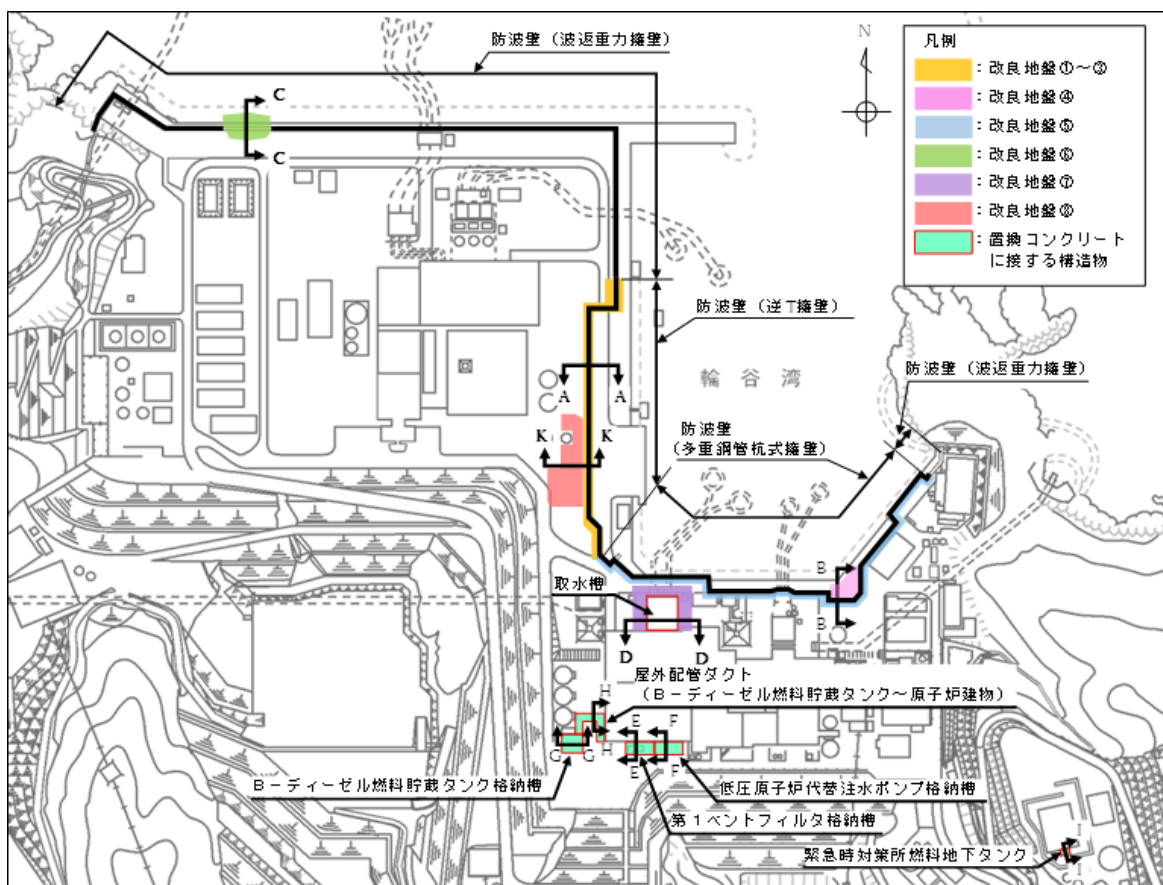 防波壁（波返重力擁壁）
N
凡例
：改良地盤①～③
：改良地盤④
：改良地盤⑤
：改良地盤⑥
：改良地盤⑦
：改良地盤⑧
：置換コンクリート
に接する構造物
C
C
防波壁（逆T擁壁）
輪谷湾
防波壁（波返重力擁壁）
A
A
防波壁
（多重鋼管杭式擁壁）
K
K
B
B
取水槽
D
D
屋外配管ダクト
（B－ディーゼル燃料貯蔵タンク～原子炉建物）
H
H
E
F
G
G
E
F
B－ディーゼル燃料貯蔵タンク格納槽
低圧原子炉代替注水ポンプ格納槽
第1ベントフィルタ格納槽
緊急時対策所燃料地下タンク
I
I